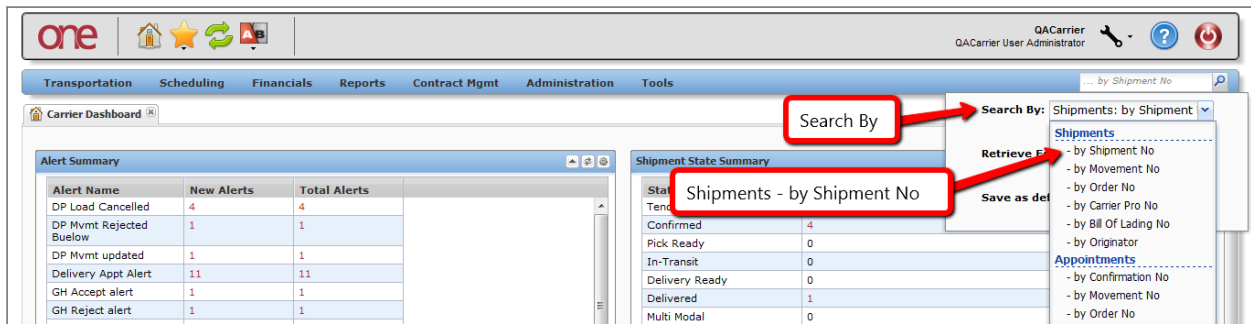 one
AB
QACarrier
QACarrier User Administrator
Transportation Scheduling Financials Reports Contract Mgmt Administration Tools
... by Shipment No
Carrier Dashboard
Search By
Search By: Shipments: by Shipment
Shipments
- by Shipment No
- by Movement No
- by Order No
- by Carrier Pro No
- by Bill Of Lading No
- by Originator
Appointments
- by Confirmation No
- by Movement No
- by Order No
Retrieve
Save as
Shipments - by Shipment No
Alert Summary
Alert Name New Alerts Total Alerts
DP Load Cancelled 4 4
DP Mvmt Rejected
Buelow 1 1
DP Mvmt updated 1 1
Delivery Appt Alert 11 11
GH Accept alert 1 1
GH Reject alert 1 1
Shipment State Summary
Confirmed 4
Pick Ready 0
In-Transit 0
Delivery Ready 0
Delivered 1
Multi Modal 0